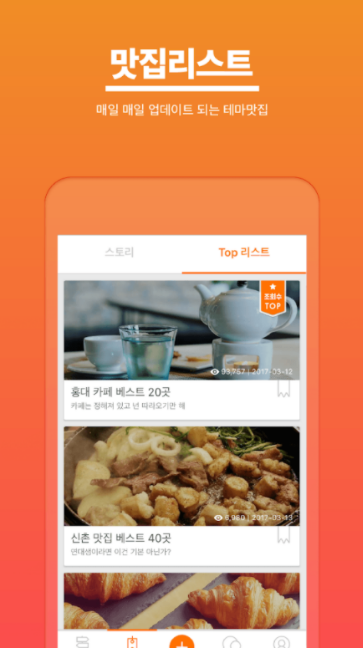 맛집리스트
매일 매일 업데이트 되는 테마맛집
스토리
Top 리스트
조회수
TOP
93,757 | 2017-03-12
홍대 카페 베스트 20곳
카페는 정해져 있고 넌 따라오기만 해
9,980 | 2017-03-13
신촌 맛집 베스트 40곳
연대생이라면 이건 기본 아닌가?